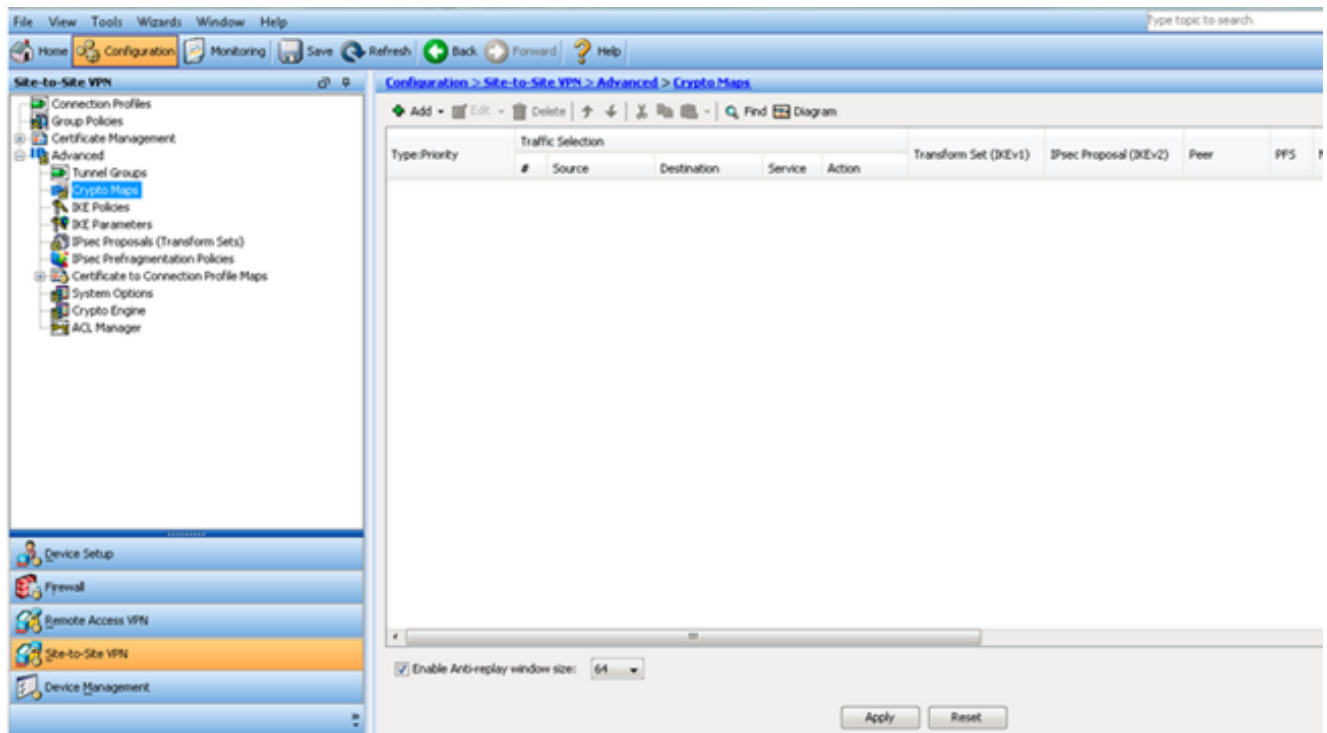 File View Tools Wizards Window Help
Type topic to search
Home Configuration Monitoring Save Refresh Back Forward Help
Site-to-Site VPN
Connection Profiles
Group Policies
Certificate Management
Advanced
Tunnel Groups
Crypto Maps
IKE Policies
IKE Parameters
IPsec Proposals (Transform Sets)
IPsec Prefragmentation Policies
Certificate to Connection Profile Maps
System Options
Crypto Engine
ACL Manager
Device Setup
Firewall
Remote Access VPN
Site-to-Site VPN
Device Management
Configuration > Site-to-Site VPN > Advanced > Crypto Maps
Add Edit Delete Find Diagram
Type:Priority
Traffic Selection
# Source Destination Service Action
Transform Set (IKEv1) IPsec Proposal (IKEv2) Peer PFS
Enable Anti-replay window size: 64
Apply Reset